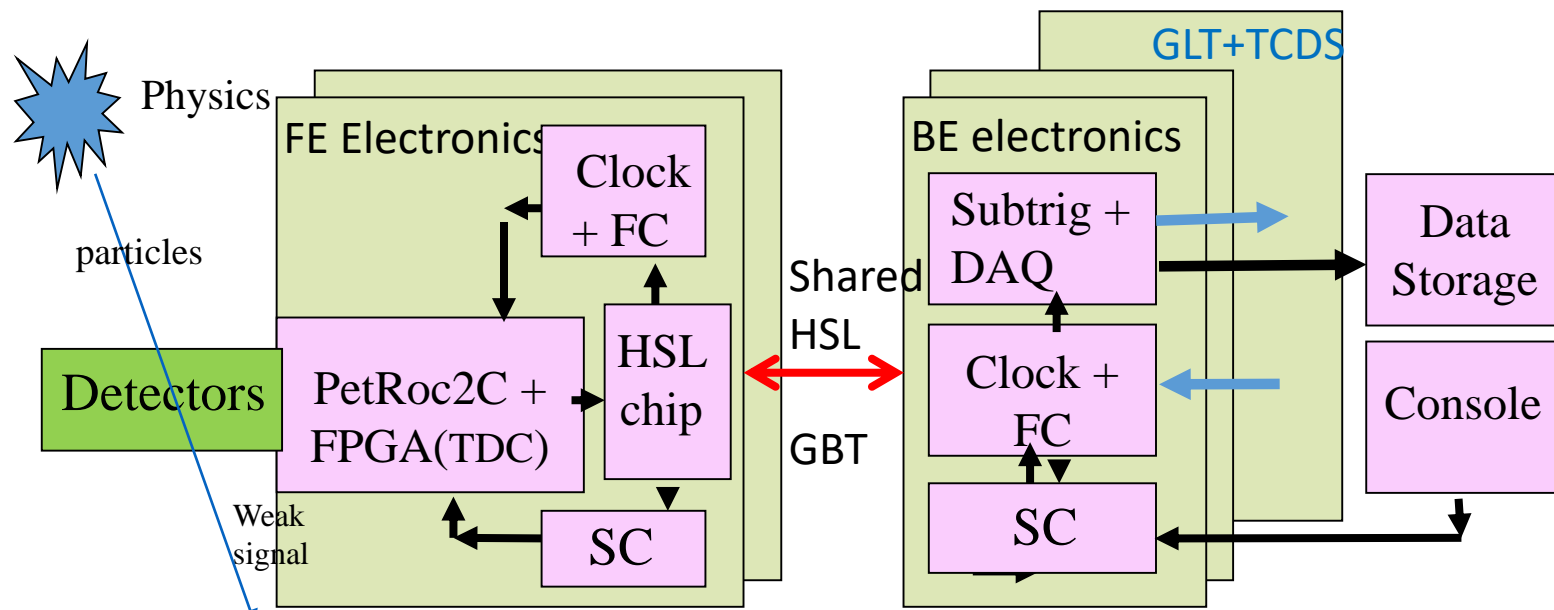 GLT+TCDS
Physics
FE Electronics
BE electronics
Clock
+ FC
Subtrig +
DAQ
Data
Storage
particles
Shared
HSL
GBT
HSL
chip
Clock +
FC
Console
Detectors
PetRoc2C +
FPGA(TDC)
Weak
signal
SC
SC